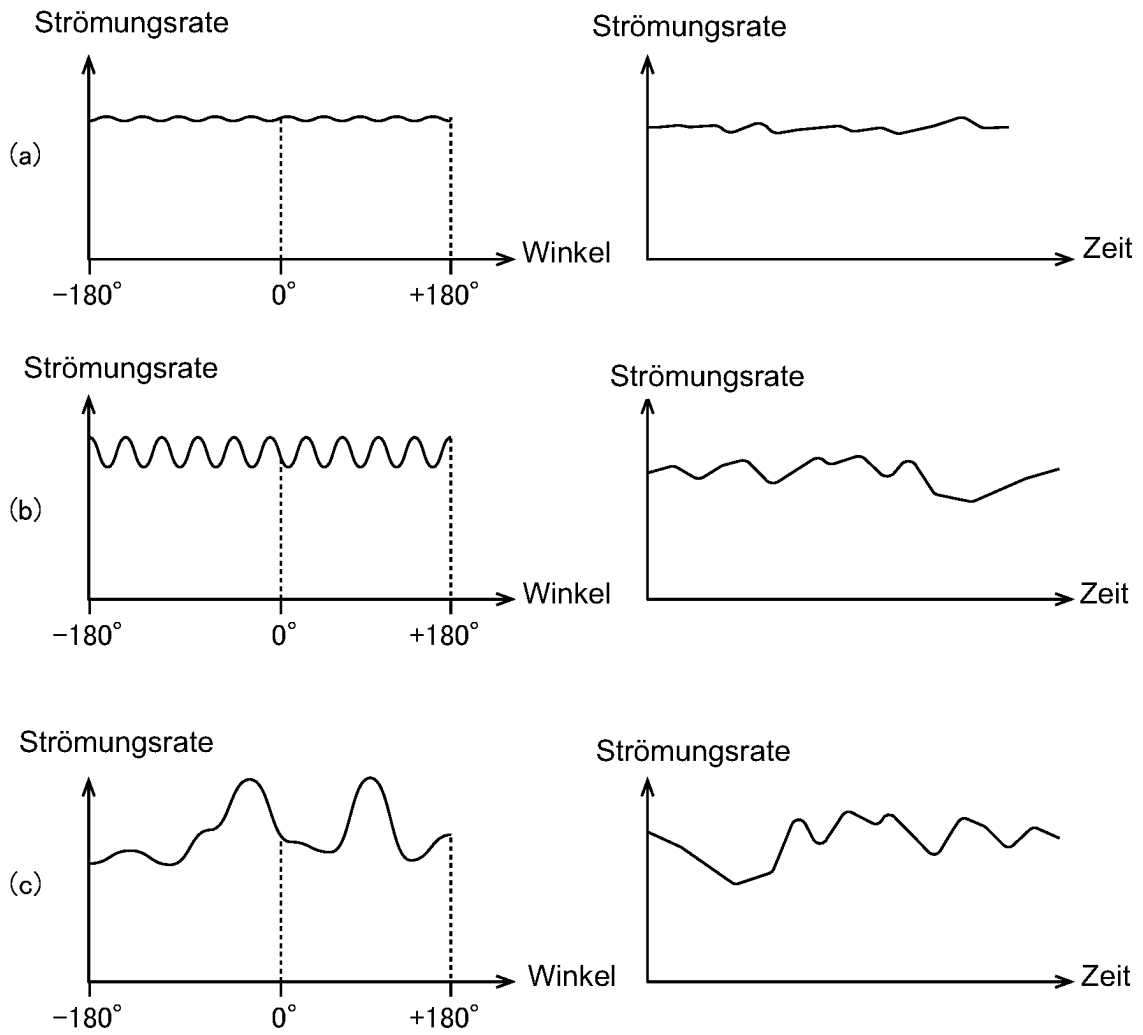 Strömungsrate
Strömungsrate
(a)
Winkel
Zeit
−180°
0°
+180°
Strömungsrate
Strömungsrate
(b)
Winkel
Zeit
−180°
0°
+180°
Strömungsrate
Strömungsrate
(c)
Winkel
Zeit
−180°
0°
+180°